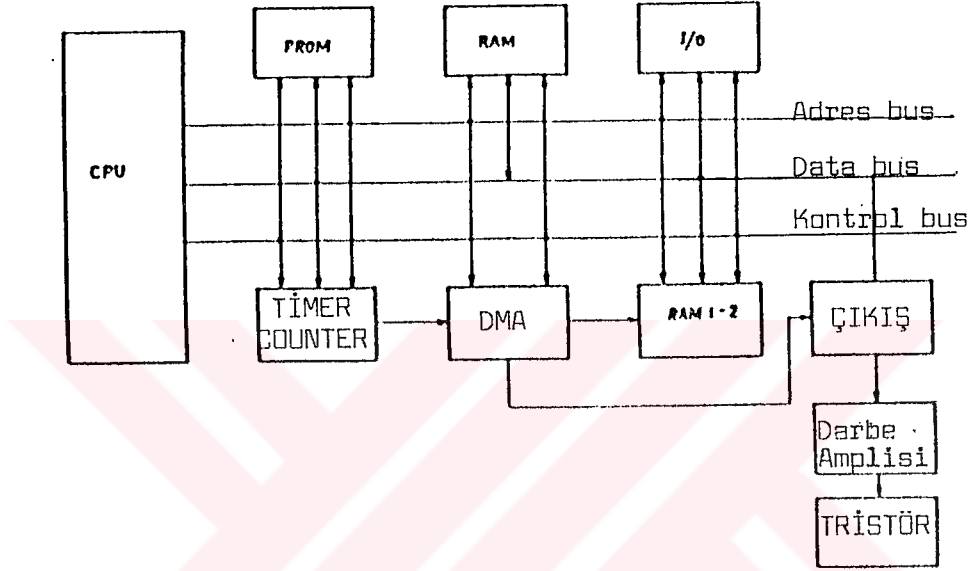 PROM
RAM
I/O
Adres bus
CPU
Data bus
Kontrol bus
TİMER
COUNTER
DMA
RAM 1-2
ÇIKIŞ
Darbe
Amplisi
TRİSTÖR